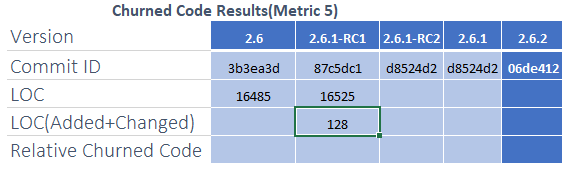 Churned Code Results(Metric 5)
Version 2.6 2.6.1-RC1 2.6.1-RC2 2.6.1 2.6.2
Commit ID 3b3ea3d 87c5dc1 d8524d2 d8524d2 06de412
LOC 16485 16525
LOC(Added+Changed) 128
Relative Churned Code